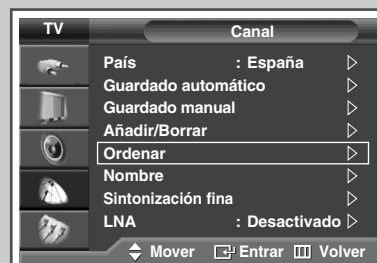 TV Canal
País : España
Guardado automático
Guardado manual
Añadir/Borrar
Ordenar
Nombre
Sintonización fina
LNA : Desactivado
Mover Entrar Volver